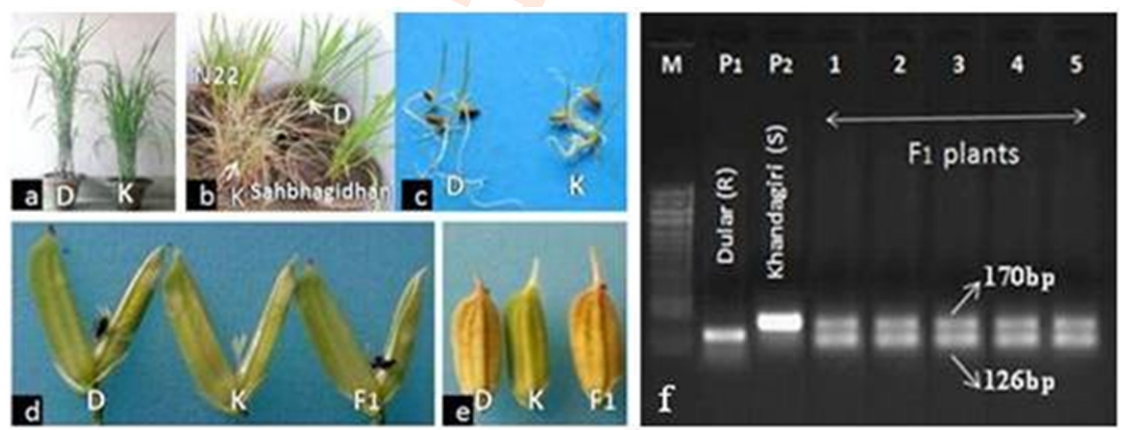 a D K
b N22 D K Sahbhagidhan
c D K
d D K F1
e D K F1
f
M P1 P2 1 2 3 4 5
F1 plants
Dular (R)
Khandagiri (S)
170bp
126bp